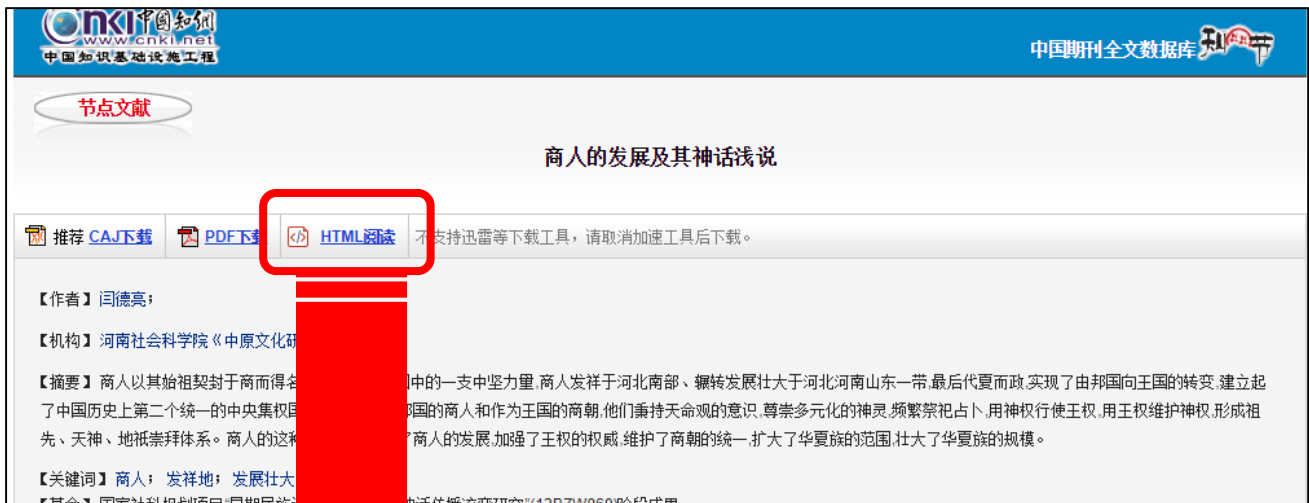 cnki中国知网
www.cnki.net
中国知识基础设施工程
中国期刊全文数据库
节点文献
商人的发展及其神话浅说
推荐 CAJ下载 PDF下载 HTML阅读 不支持迅雷等下载工具，请取消加速工具后下载。
【作者】闫德亮；
【机构】河南社会科学院《中原文化研
【摘要】商人以其始祖契封于商而得名 中的一支中坚力量,商人发祥于河北南部、辗转发展壮大于河北河南山东一带,最后代夏而政,实现了由邦国向王国的转变,建立起
了中国历史上第二个统一的中央集权国 邦国的商人和作为王国的商朝,他们秉持天命观的意识,尊崇多元化的神灵,频繁祭祀占卜,用神权行使王权,用王权维护神权,形成祖
先、天神、地祇崇拜体系。商人的这种 了商人的发展,加强了王权的权威,维护了商朝的统一,扩大了华夏族的范围,壮大了华夏族的规模。
【关键词】商人； 发祥地； 发展壮大